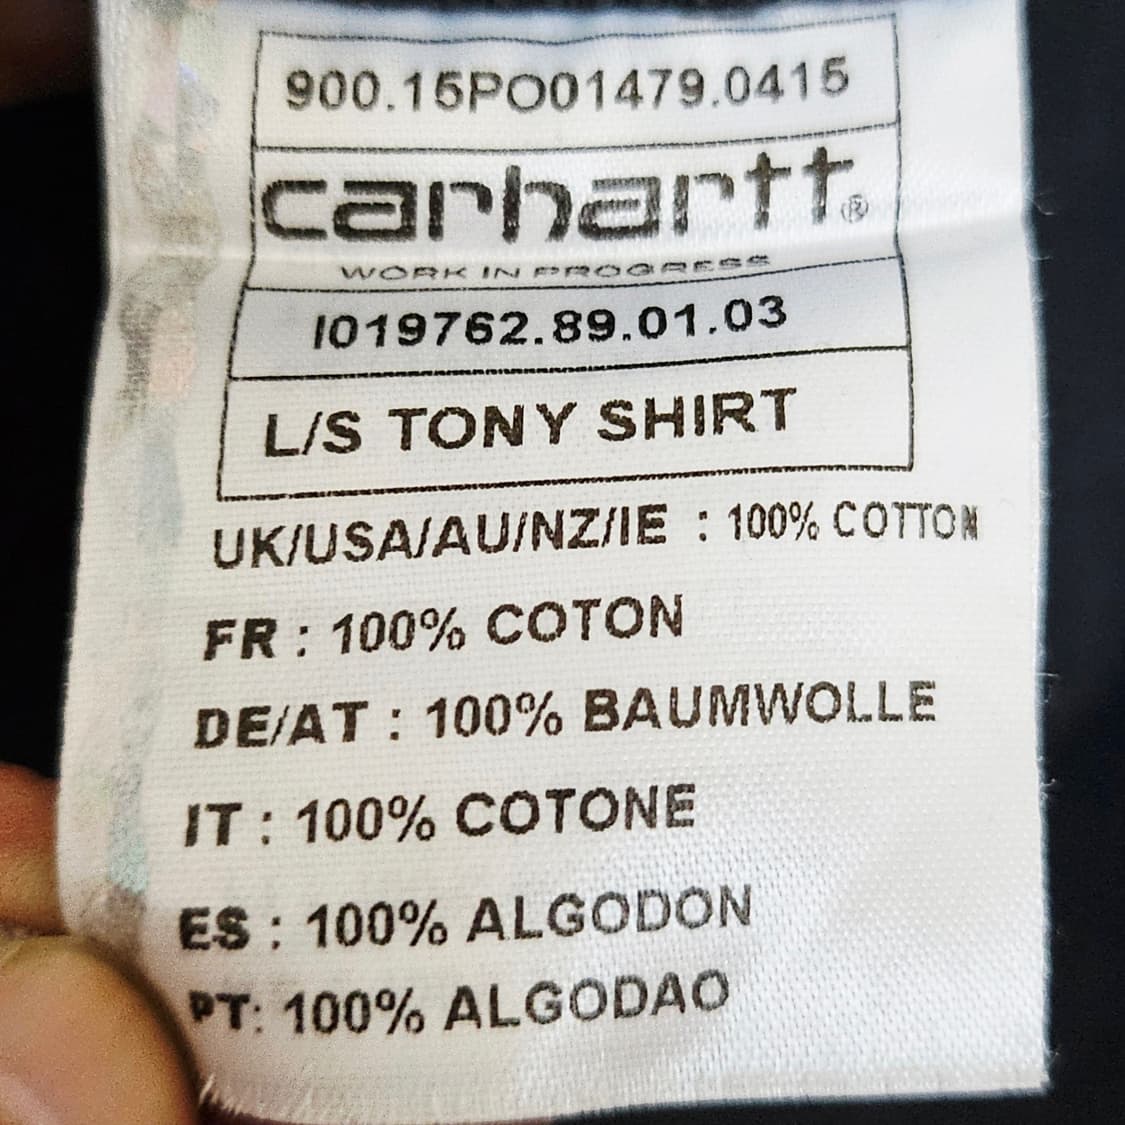 900.15PO01479.0415
carhartt®
WORK IN PROGRESS
I019762.89.01.03
L/S TONY SHIRT
UK/USA/AU/NZ/IE : 100% COTTON
FR : 100% COTON
DE/AT : 100% BAUMWOLLE
IT : 100% COTONE
ES : 100% ALGODON
PT: 100% ALGODAO